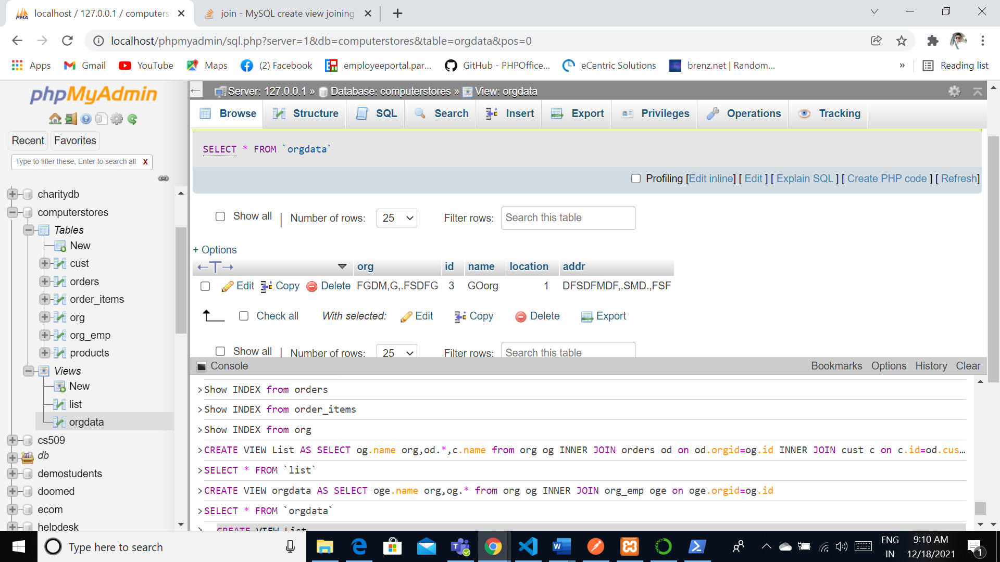 localhost / 127.0.0.1 / computerst
join - MySQL create view joining
localhost/phpmyadmin/sql.php?server=1&db=computerstores&table=orgdata&pos=0
Apps
Gmail
YouTube
Maps
(2) Facebook
employeeportal.par...
GitHub - PHPOffice...
eCentric Solutions
brenz.net | Random...
»
Reading list
phpMyAdmin
Recent
Favorites
Type to filter these, Enter to search all X
charitydb
computerstores
Tables
New
cust
orders
order_items
org
org_emp
products
Views
New
list
orgdata
cs509
db
demostudents
doomed
ecom
helpdesk
Server: 127.0.0.1 » Database: computerstores » View: orgdata
Browse Structure SQL Search Insert Export Privileges Operations Tracking
SELECT * FROM `orgdata`
Profiling [Edit inline] [ Edit ] [ Explain SQL ] [ Create PHP code ] [ Refresh]
Show all | Number of rows: 25 Filter rows: Search this table
+ Options
←T→ org id name location addr
Edit Copy Delete FGDM,G,.FSDFG 3 GOorg 1 DFSDFMDF,.SMD.,FSF
Check all With selected: Edit Copy Delete Export
Show all | Number of rows: 25 Filter rows: Search this table
Console Bookmarks Options History Clear
>Show INDEX from orders
>Show INDEX from order_items
>Show INDEX from org
>CREATE VIEW List AS SELECT og.name org,od.*,c.name from org og INNER JOIN orders od on od.orgid=og.id INNER JOIN cust c on c.id=od.cus…
>SELECT * FROM `list`
>CREATE VIEW orgdata AS SELECT oge.name org,og.* from org og INNER JOIN org_emp oge on oge.orgid=og.id
>SELECT * FROM `orgdata`
> CREATE VIEW List
Type here to search
ENG
IN
9:10 AM
12/18/2021
1